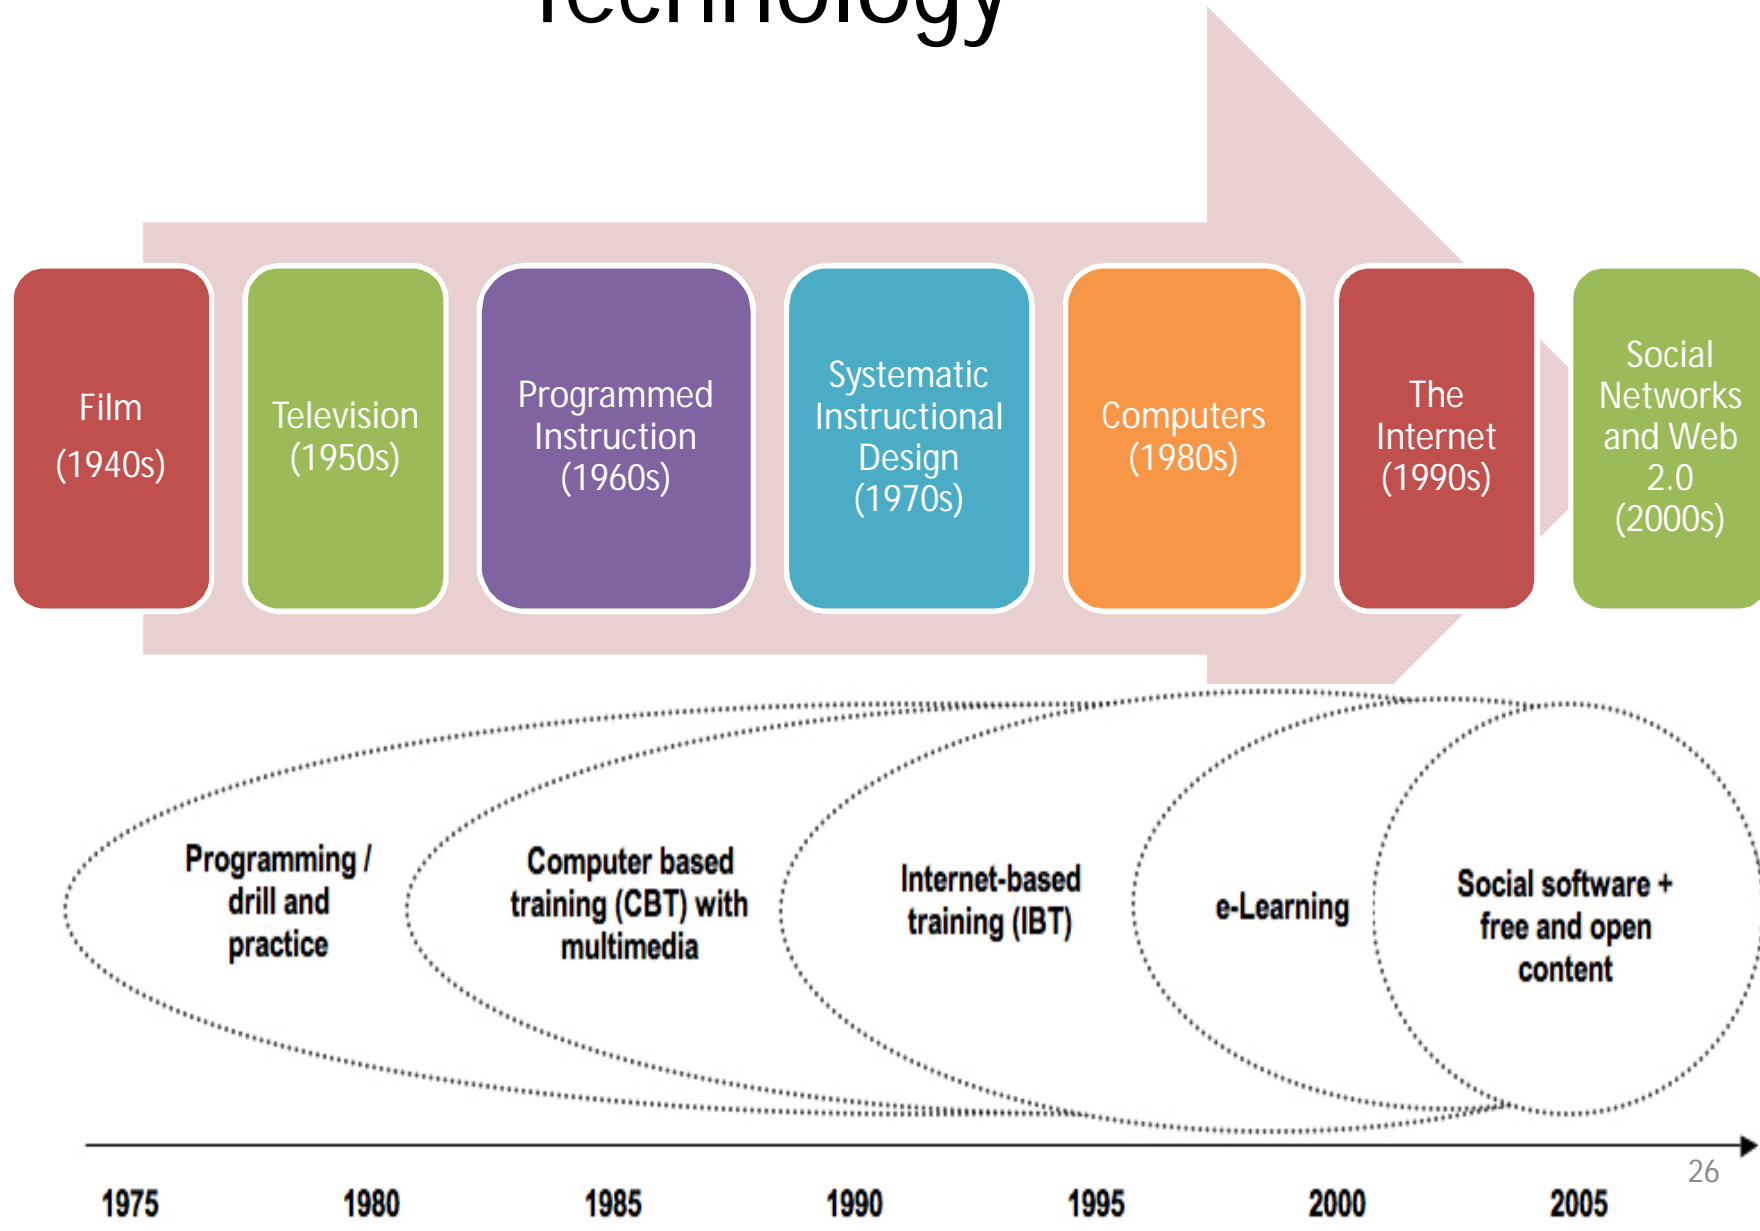 Technology
Film
(1940s)
Television
(1950s)
Programmed
Instruction
(1960s)
Systematic
Instructional
Design
(1970s)
Computers
(1980s)
The
Internet
(1990s)
Social
Networks
and Web
2.0
(2000s)
Programming /
drill and
practice
Computer based
training (CBT) with
multimedia
Internet-based
training (IBT)
e-Learning
Social software +
free and open
content
26
1975 1980 1985 1990 1995 2000 2005